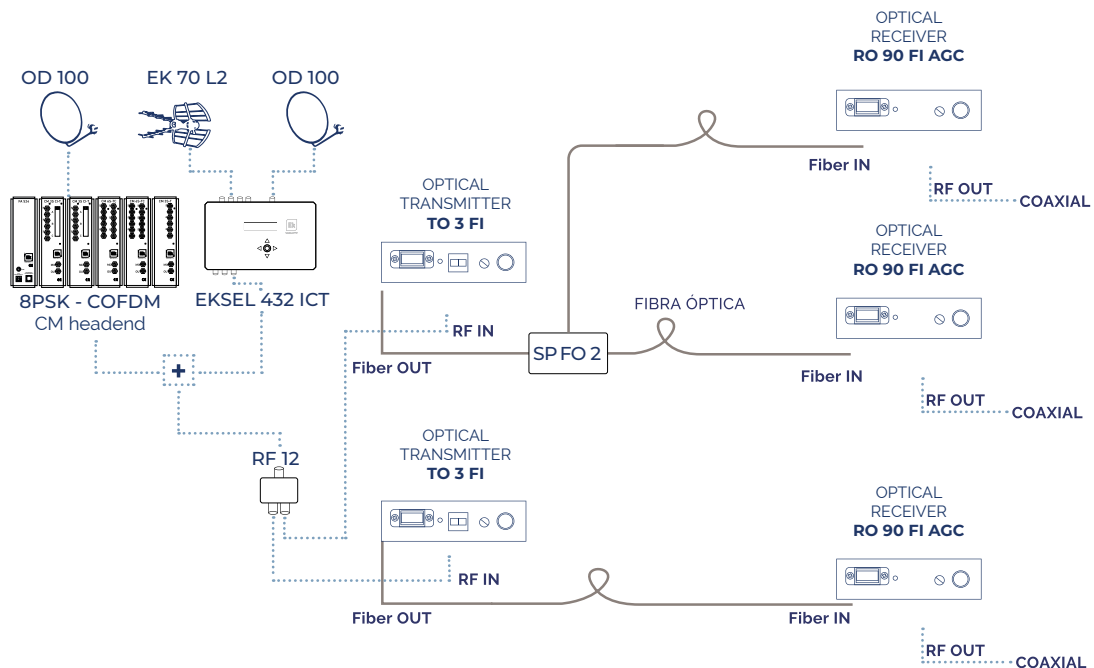 OPTICAL
RECEIVER
RO 90 FI AGC
OD 100
EK 70 L2
OD 100
Fiber IN
RF OUT
COAXIAL
OPTICAL
TRANSMITTER
TO 3 FI
OPTICAL
RECEIVER
RO 90 FI AGC
8PSK - COFDM
CM headend
EKSEL 432 ICT
FIBRA ÓPTICA
RF IN
SP FO 2
Fiber OUT
Fiber IN
+
RF OUT
COAXIAL
OPTICAL
TRANSMITTER
TO 3 FI
RF 12
OPTICAL
RECEIVER
RO 90 FI AGC
RF IN
Fiber OUT
Fiber IN
RF OUT
COAXIAL